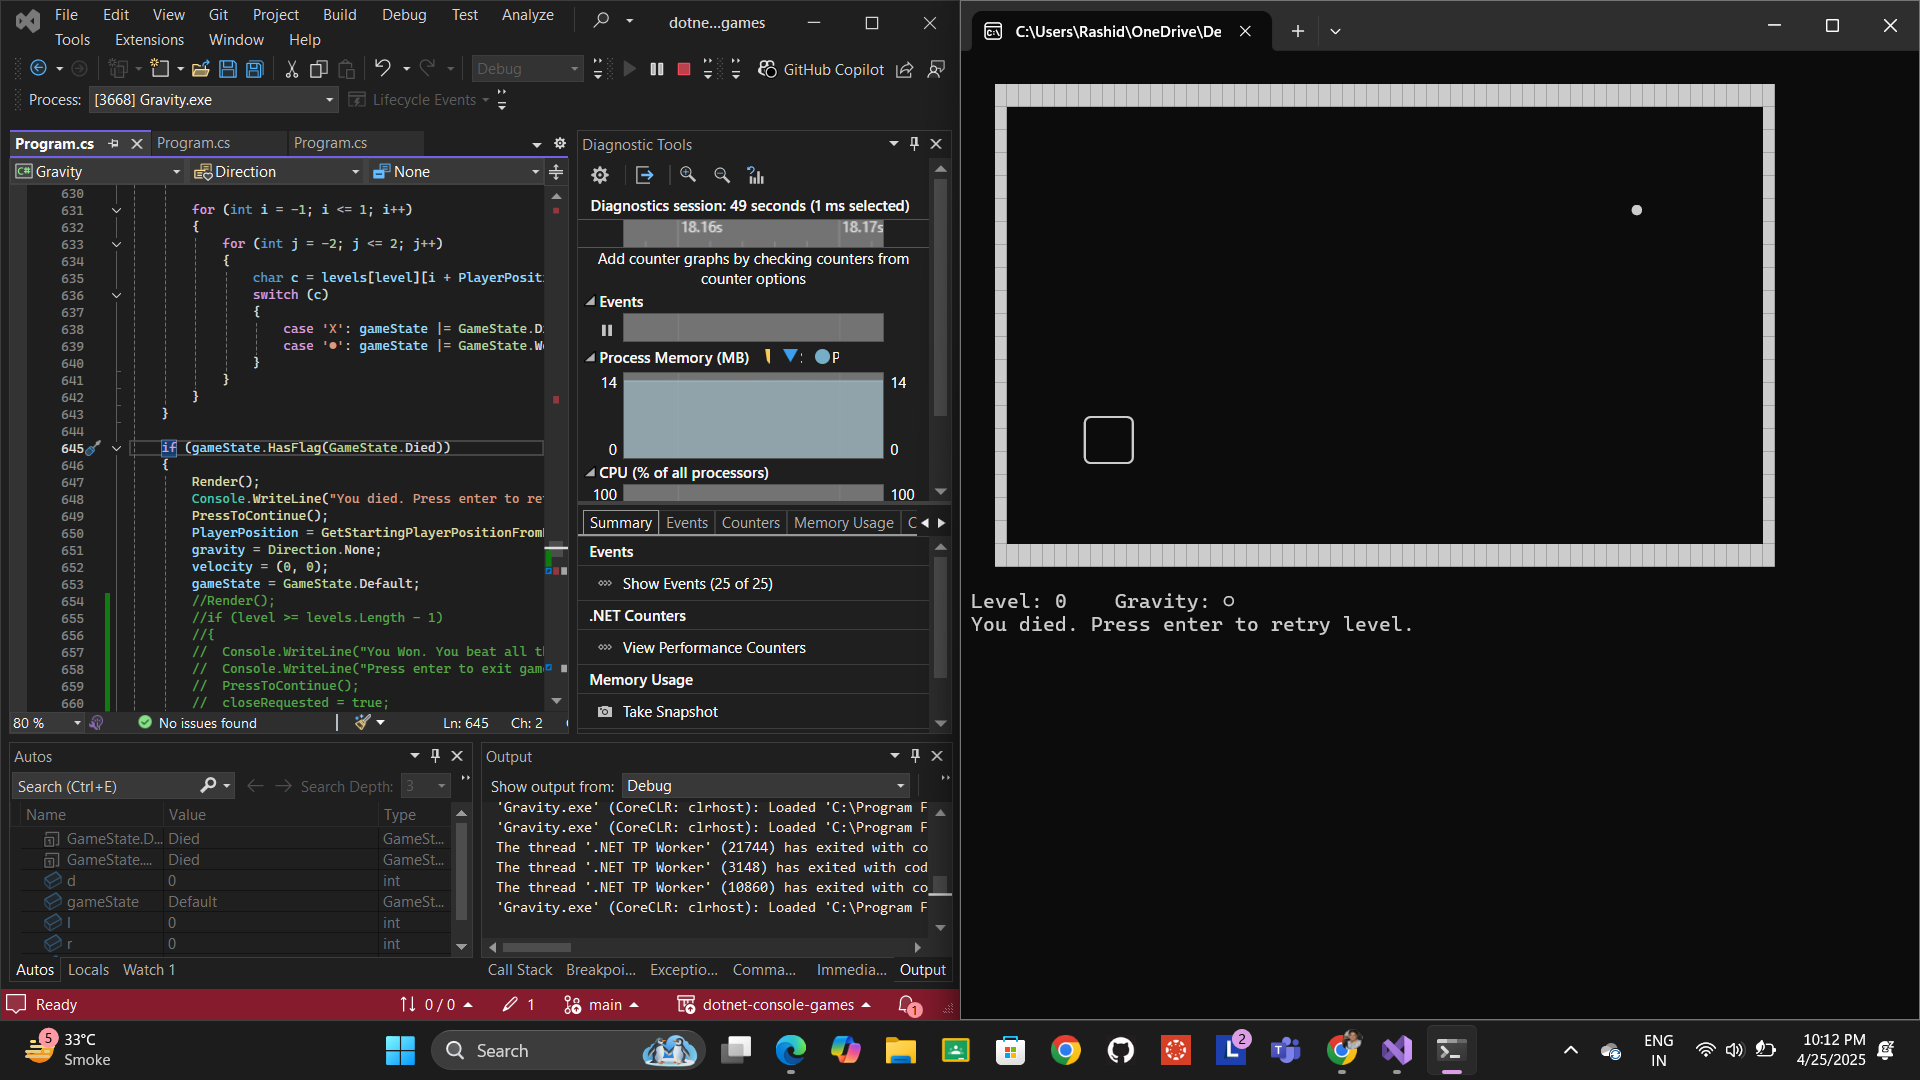 File Edit View Git Project Build Debug Test Analyze dotne...games
Tools Extensions Window Help
Debug GitHub Copilot
Process: [3668] Gravity.exe Lifecycle Events
Program.cs Program.cs Program.cs
C# Gravity Direction None
630
631 for (int i = -1; i <= 1; i++)
632 {
633 for (int j = -2; j <= 2; j++)
634 {
635 char c = levels[level][i + PlayerPositi
636 switch (c)
637 {
638 case 'X': gameState |= GameState.D
639 case '●': gameState |= GameState.W
640 }
641 }
642 }
643 }
644
645 if (gameState.HasFlag(GameState.Died))
646 {
647 Render();
648 Console.WriteLine("You died. Press enter to ret
649 PressToContinue();
650 PlayerPosition = GetStartingPlayerPositionFrom
651 gravity = Direction.None;
652 velocity = (0, 0);
653 gameState = GameState.Default;
654 //Render();
655 //if (level >= levels.Length - 1)
656 //{
657 // Console.WriteLine("You Won. You beat all th
658 // Console.WriteLine("Press enter to exit gam
659 // PressToContinue();
660 // closeRequested = true;
80 % No issues found Ln: 645 Ch: 2
Diagnostic Tools
Diagnostics session: 49 seconds (1 ms selected)
18.16s 18.17s
Add counter graphs by checking counters from
counter options
Events
Process Memory (MB) P
14 14
0 0
CPU (% of all processors)
100 100
Summary Events Counters Memory Usage C
Events
Show Events (25 of 25)
.NET Counters
View Performance Counters
Memory Usage
Take Snapshot
Autos
Search (Ctrl+E) Search Depth: 3
Name Value Type
GameState.D... Died GameSt...
GameState.... Died GameSt...
d 0 int
gameState Default GameSt...
l 0 int
r 0 int
Autos Locals Watch 1
Output
Show output from: Debug
'Gravity.exe' (CoreCLR: clrhost): Loaded 'C:\Program F
'Gravity.exe' (CoreCLR: clrhost): Loaded 'C:\Program F
The thread '.NET TP Worker' (21744) has exited with co
The thread '.NET TP Worker' (3148) has exited with cod
The thread '.NET TP Worker' (10860) has exited with co
'Gravity.exe' (CoreCLR: clrhost): Loaded 'C:\Program F
Call Stack Breakpoi... Exceptio... Comma... Immedia... Output
Ready 0 / 0 1 main dotnet-console-games 1
C:\Users\Rashid\OneDrive\De
Level: 0 Gravity: ○
You died. Press enter to retry level.
5 33°C
Smoke
Search
L 2
ENG
IN
10:12 PM
4/25/2025